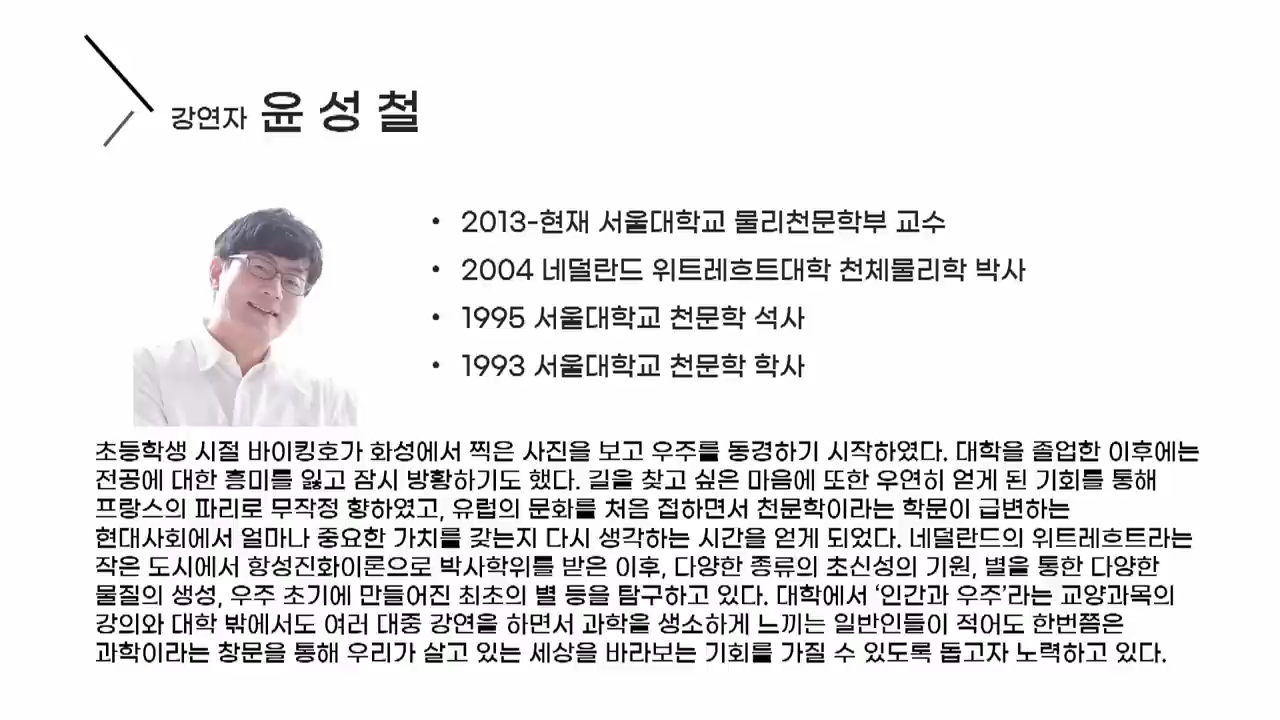 강연자 윤성철
• 2013-현재 서울대학교 물리천문학부 교수
• 2004 네덜란드 위트레흐트대학 천체물리학 박사
• 1995 서울대학교 천문학 석사
• 1993 서울대학교 천문학 학사
초등학생 시절 바이킹호가 화성에서 찍은 사진을 보고 우주를 동경하기 시작하였다. 대학을 졸업한 이후에는
전공에 대한 흥미를 잃고 잠시 방황하기도 했다. 길을 찾고 싶은 마음에 또한 우연히 얻게 된 기회를 통해
프랑스의 파리로 무작정 향하였고, 유럽의 문화를 처음 접하면서 천문학이라는 학문이 급변하는
현대사회에서 얼마나 중요한 가치를 갖는지 다시 생각하는 시간을 얻게 되었다. 네덜란드의 위트레흐트라는
작은 도시에서 항성진화이론으로 박사학위를 받은 이후, 다양한 종류의 초신성의 기원, 별을 통한 다양한
물질의 생성, 우주 초기에 만들어진 최초의 별 등을 탐구하고 있다. 대학에서 ‘인간과 우주’라는 교양과목의
강의와 대학 밖에서도 여러 대중 강연을 하면서 과학을 생소하게 느끼는 일반인들이 적어도 한번쯤은
과학이라는 창문을 통해 우리가 살고 있는 세상을 바라보는 기회를 가질 수 있도록 돕고자 노력하고 있다.